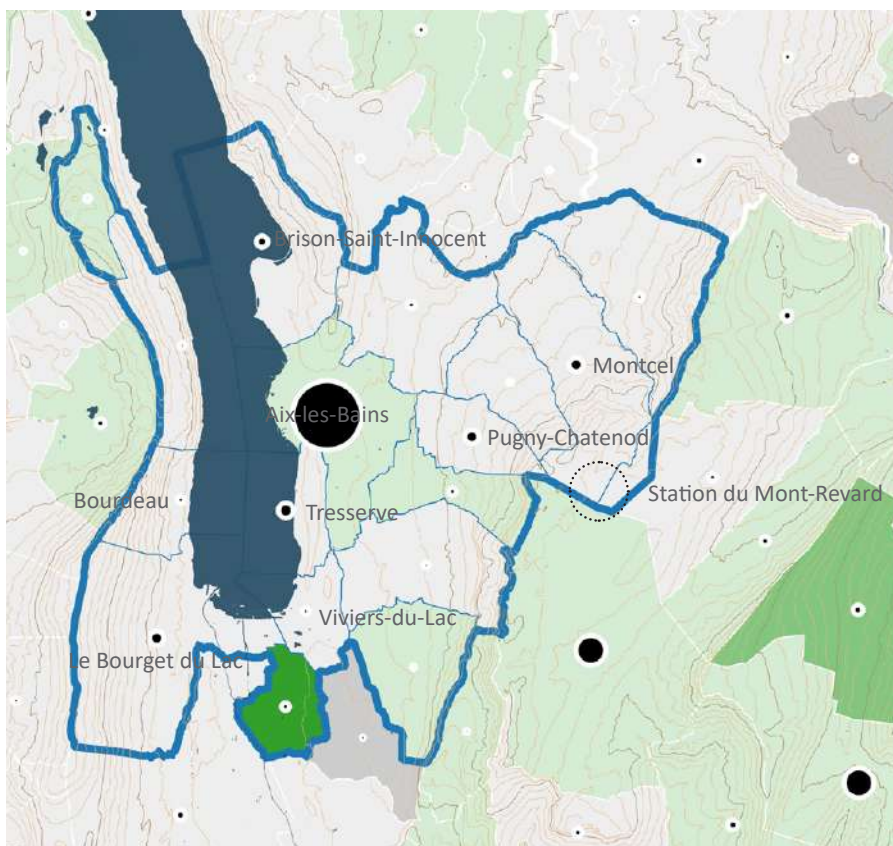 Brison-Saint-Innocent
Montcel
Aix-les-Bains
Pugny-Chatenod
Bourdeau
Station du Mont-Revard
Tresserve
Viviers-du-Lac
Le Bourget du Lac